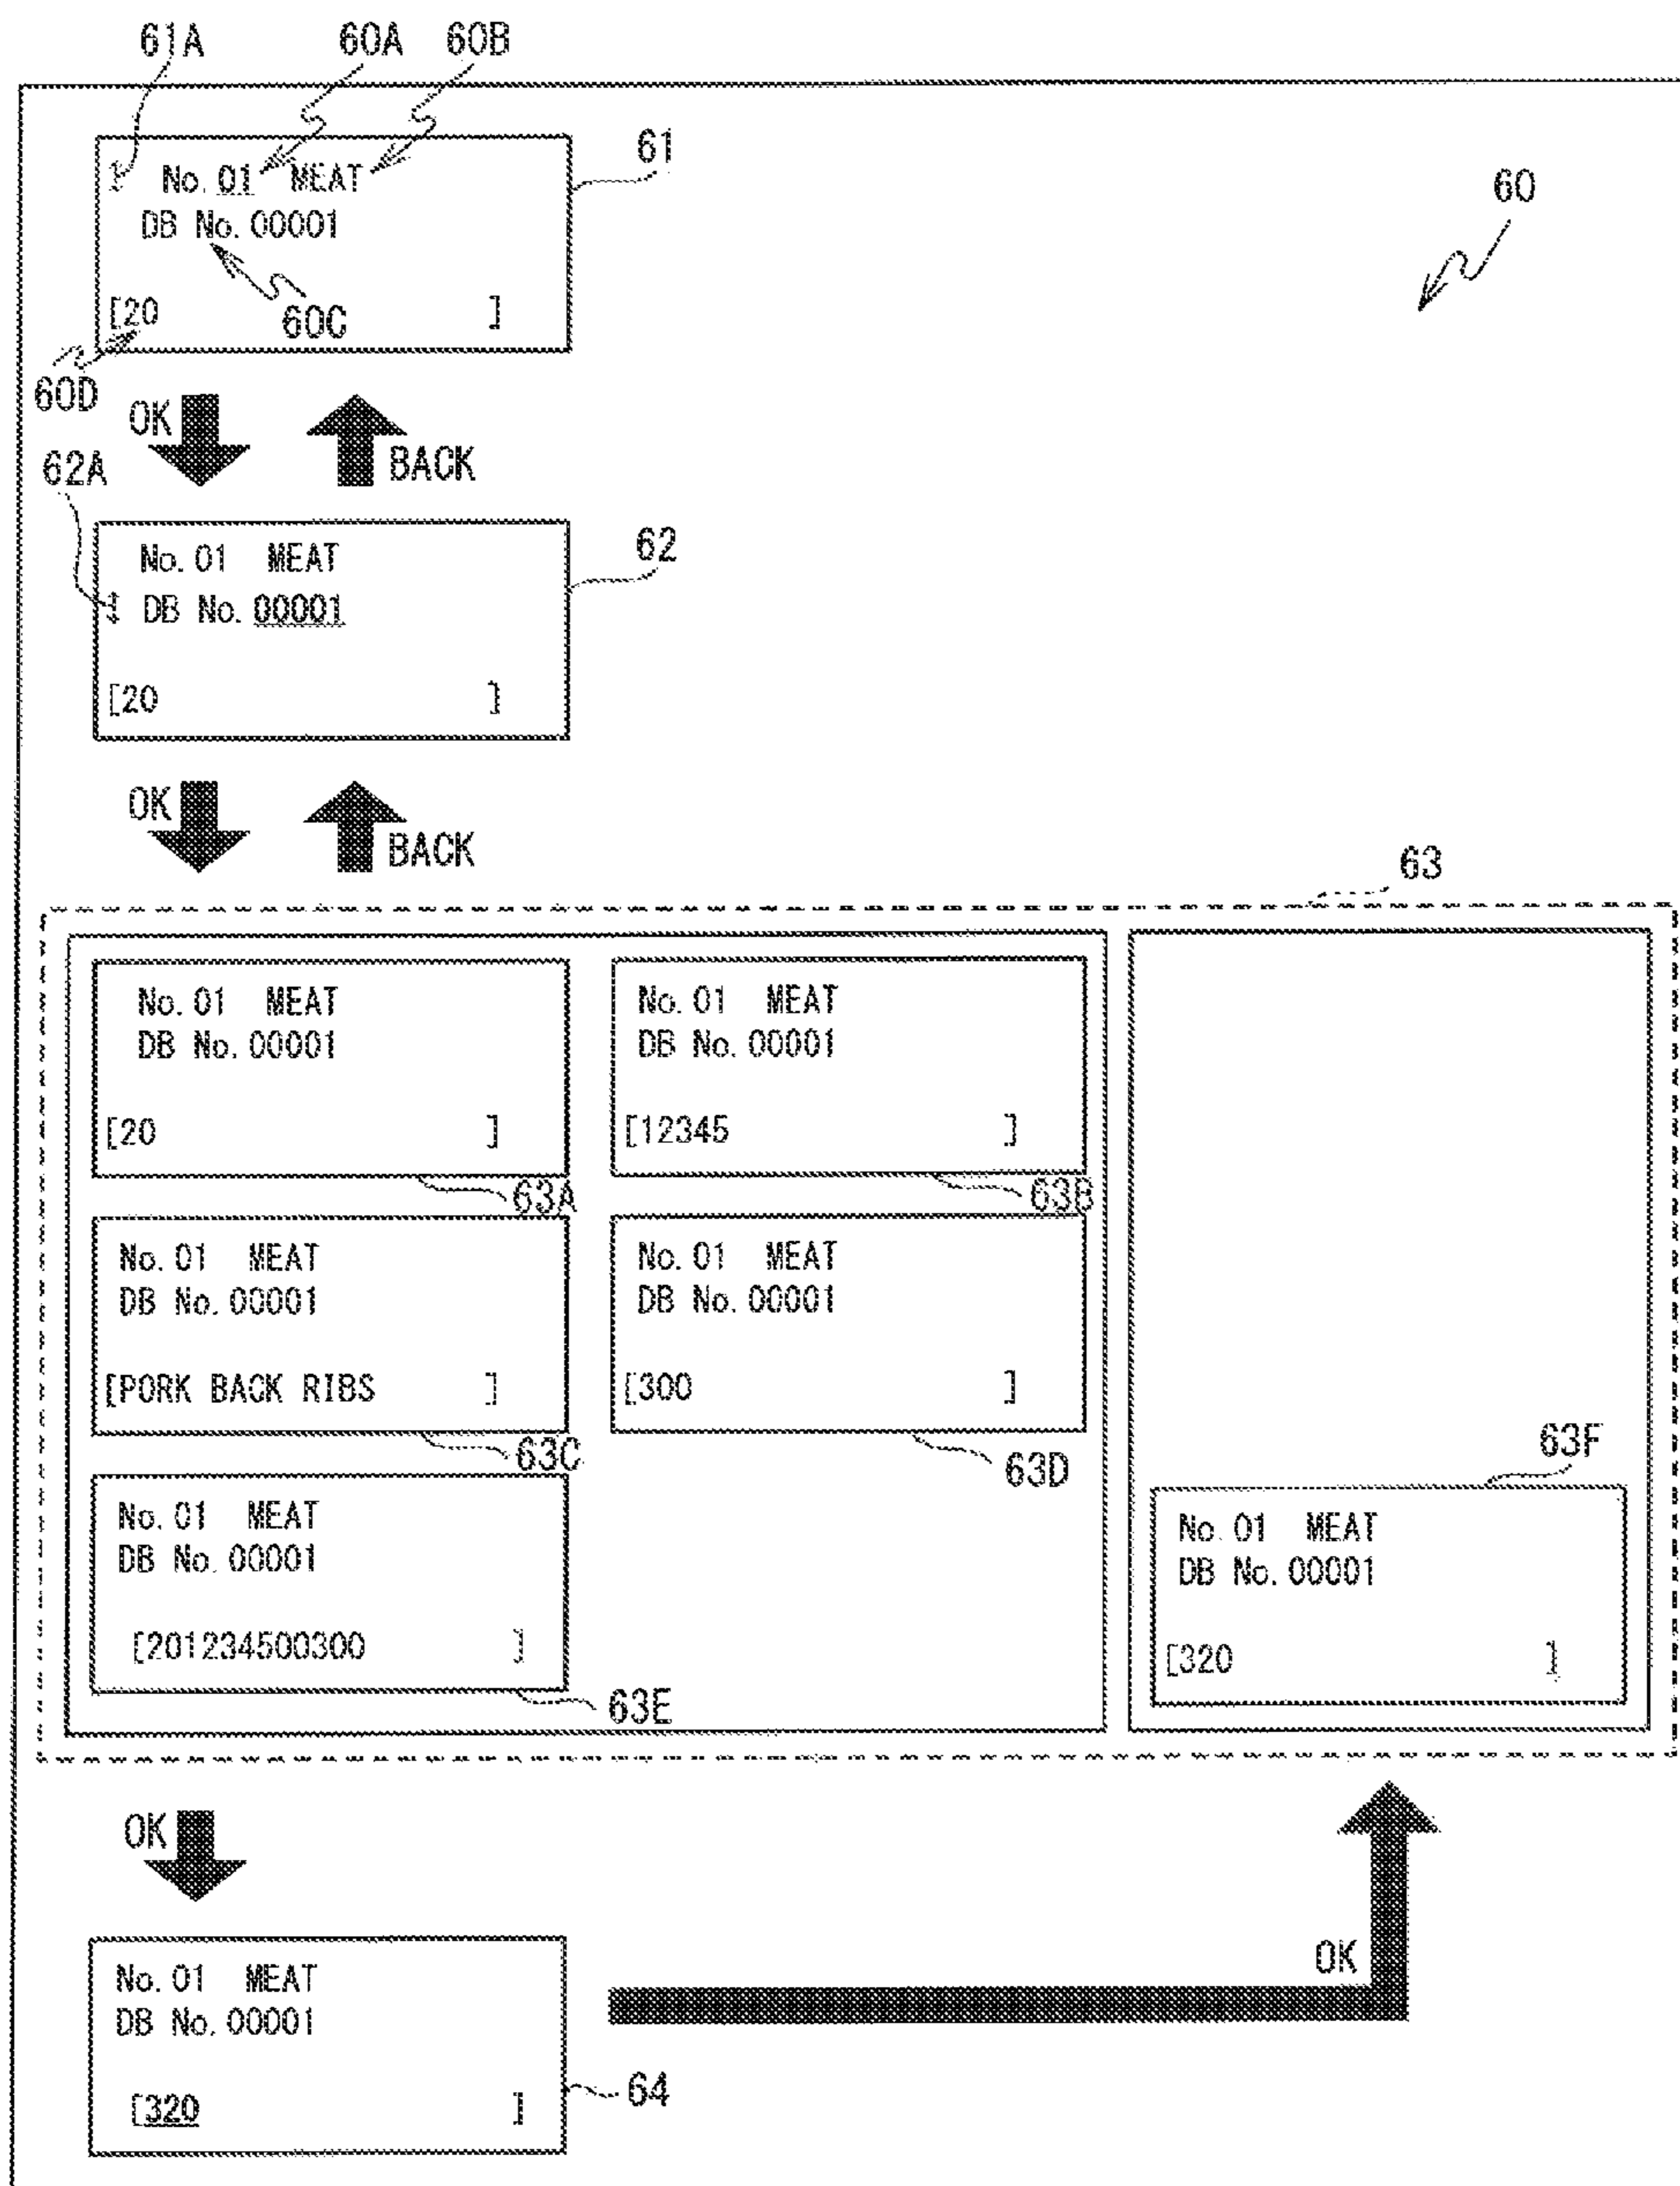 61A 60A 60B
No.01 MEAT
61
DB No.00001
60
[20 ]
60C
60D
OK
BACK
62A
No.01 MEAT
62
DB No.00001
[20 ]
OK
BACK
63
No.01 MEAT
DB No.00001
[20 ]
63A
No.01 MEAT
DB No.00001
[12345 ]
63B
No.01 MEAT
DB No.00001
[PORK BACK RIBS ]
63C
No.01 MEAT
DB No.00001
[300 ]
63D
No.01 MEAT
DB No.00001
[201234500300 ]
63E
63F
No.01 MEAT
DB No.00001
[320 ]
OK
No.01 MEAT
DB No.00001
[320 ]
64
OK